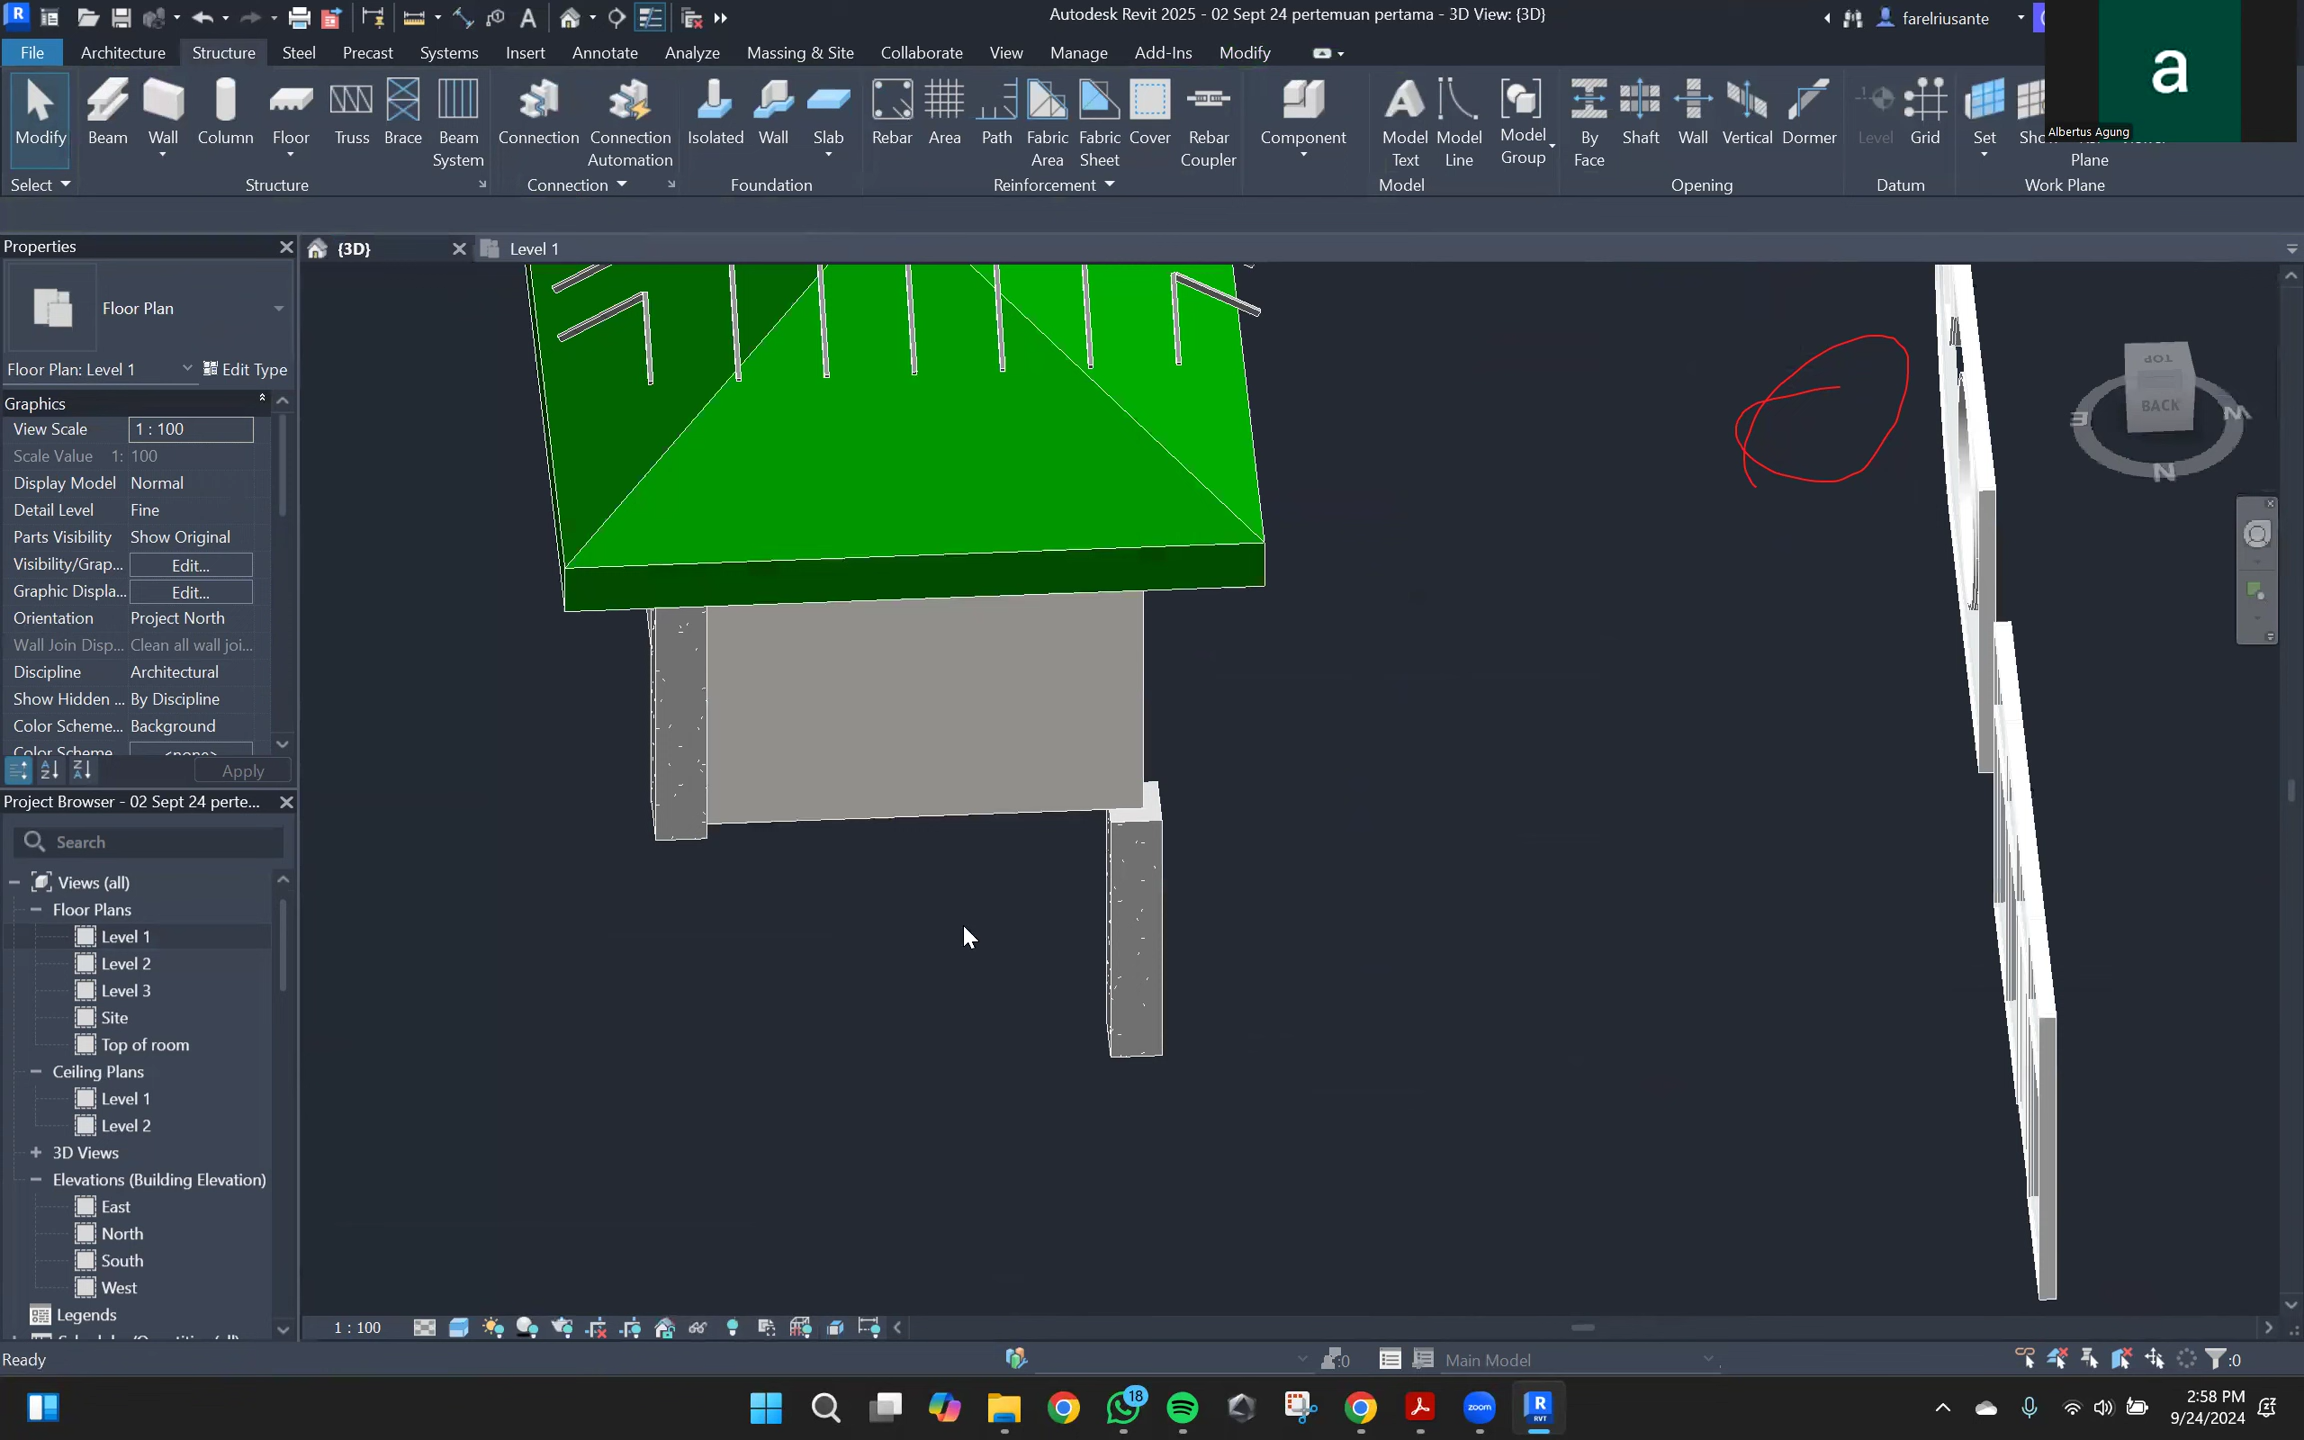 Autodesk Revit 2025 - 02 Sept 24 pertemuan pertama - 3D View: {3D}
farelriusante
File Architecture Structure Steel Precast Systems Insert Annotate Analyze Massing & Site Collaborate View Manage Add-Ins Modify
Modify Beam Wall Column Floor Truss Brace Beam System Connection Connection Automation Isolated Wall Slab Rebar Area Path Fabric Area Fabric Sheet Cover Rebar Coupler Component Model Text Model Line Model Group By Face Shaft Wall Vertical Dormer Level Grid Set
Plane
a
Albertus Agung
Select Structure Connection Foundation Reinforcement Model Opening Datum Work Plane
Properties
{3D} Level 1
Floor Plan
Floor Plan: Level 1 Edit Type
Graphics
View Scale 1 : 100
Scale Value 1: 100
Display Model Normal
Detail Level Fine
Parts Visibility Show Original
Visibility/Grap... Edit...
Graphic Displa... Edit...
Orientation Project North
Wall Join Disp... Clean all wall joi...
Discipline Architectural
Show Hidden ... By Discipline
Color Scheme... Background
Color Scheme <none>
Apply
TOP
BACK
E
N
Project Browser - 02 Sept 24 perte...
Search
Views (all)
Floor Plans
Level 1
Level 2
Level 3
Site
Top of room
Ceiling Plans
Level 1
Level 2
3D Views
Elevations (Building Elevation)
East
North
South
West
Legends
1 : 100
Ready
:0
Main Model
:0
18
zoom
R
RVT
2:58 PM
9/24/2024